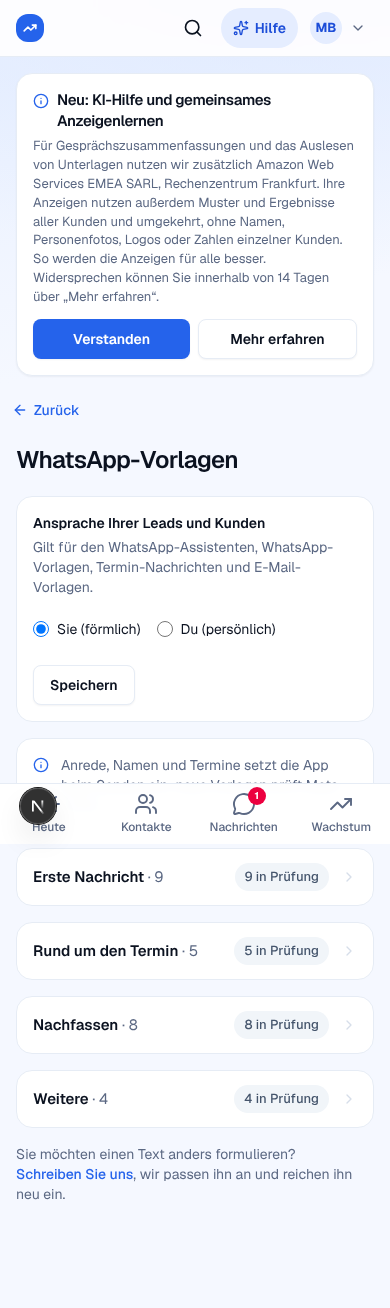 Hilfe
MB
Neu: KI-Hilfe und gemeinsames
Anzeigenlernen
Für Gesprächszusammenfassungen und das Auslesen
von Unterlagen nutzen wir zusätzlich Amazon Web
Services EMEA SARL, Rechenzentrum Frankfurt. Ihre
Anzeigen nutzen außerdem Muster und Ergebnisse
aller Kunden und umgekehrt, ohne Namen,
Personenfotos, Logos oder Zahlen einzelner Kunden.
So werden die Anzeigen für alle besser.
Widersprechen können Sie innerhalb von 14 Tagen
über „Mehr erfahren“.
Verstanden
Mehr erfahren
Zurück
WhatsApp-Vorlagen
Ansprache Ihrer Leads und Kunden
Gilt für den WhatsApp-Assistenten, WhatsApp-
Vorlagen, Termin-Nachrichten und E-Mail-
Vorlagen.
Sie (förmlich)
Du (persönlich)
Speichern
Anrede, Namen und Termine setzt die App
N
1
Heute
Kontakte
Nachrichten
Wachstum
Erste Nachricht · 9
9 in Prüfung
Rund um den Termin · 5
5 in Prüfung
Nachfassen · 8
8 in Prüfung
Weitere · 4
4 in Prüfung
Sie möchten einen Text anders formulieren?
Schreiben Sie uns, wir passen ihn an und reichen ihn
neu ein.